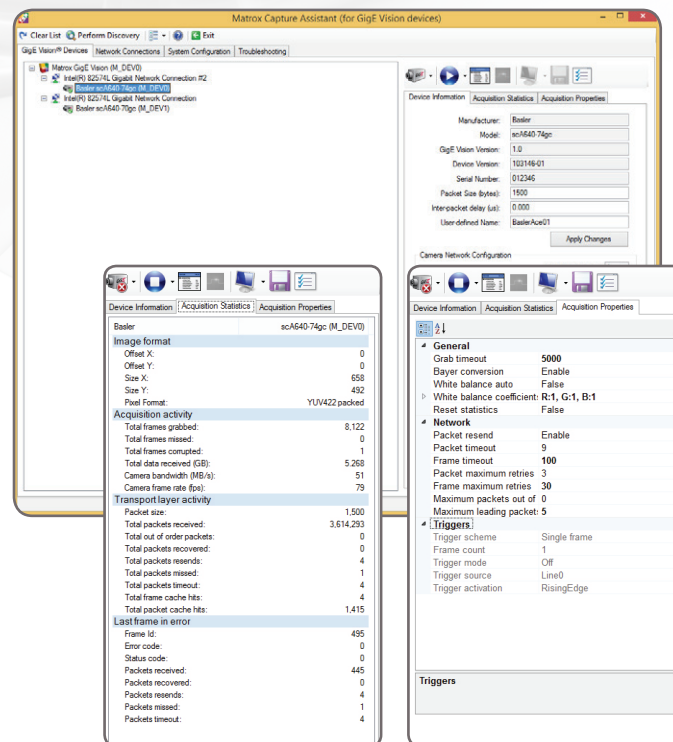 Matrox Capture Assistant (for GigE Vision devices)
Clear List Perform Discovery Exit
GigE Vision® Devices Network Connections System Configuration Troubleshooting
Matrox GigE Vision (M_DEV0)
Intel(R) 82574L Gigabit Network Connection #2
Basler scA640-74gc (M_DEV0)
Intel(R) 82574L Gigabit Network Connection
Basler scA640-70gc (M_DEV1)
Device Information Acquisition Statistics Acquisition Properties
Manufacturer: Basler
Model: scA640-74gc
GigE Vision Version: 1.0
Device Version: 103146-01
Serial Number: 012346
Packet Size (bytes): 1500
Inter-packet delay (us): 0.000
User-defined Name: BaslerAce01
Apply Changes
Camera Network Configuration
Device Information Acquisition Statistics Acquisition Properties
Basler scA640-74gc (M_DEV0)
Image format
Offset X: 0
Offset Y: 0
Size X: 658
Size Y: 492
Pixel Format: YUV422 packed
Acquisition activity
Total frames grabbed: 8,122
Total frames missed: 0
Total frames corrupted: 1
Total data received (GB): 5.268
Camera bandwidth (MB/s): 51
Camera frame rate (fps): 79
Transport layer activity
Packet size: 1,500
Total packets received: 3,614,293
Total out of order packets: 0
Total packets recovered: 0
Total packets resends: 4
Total packets missed: 1
Total packets timeout: 4
Total frame cache hits: 4
Total packet cache hits: 1,415
Last frame in error
Frame Id: 495
Error code: 0
Status code: 0
Packets received: 445
Packets recovered: 0
Packets resends: 4
Packets missed: 1
Packets timeout: 4
Device Information Acquisition Statistics Acquisition Properties
General
Grab timeout 5000
Bayer conversion Enable
White balance auto False
White balance coefficient: R:1, G:1, B:1
Reset statistics False
Network
Packet resend Enable
Packet timeout 9
Frame timeout 100
Packet maximum retries 3
Frame maximum retries 30
Maximum packets out of 0
Maximum leading packet: 5
Triggers
Trigger scheme Single frame
Frame count 1
Trigger mode Off
Trigger source Line0
Trigger activation RisingEdge
Triggers